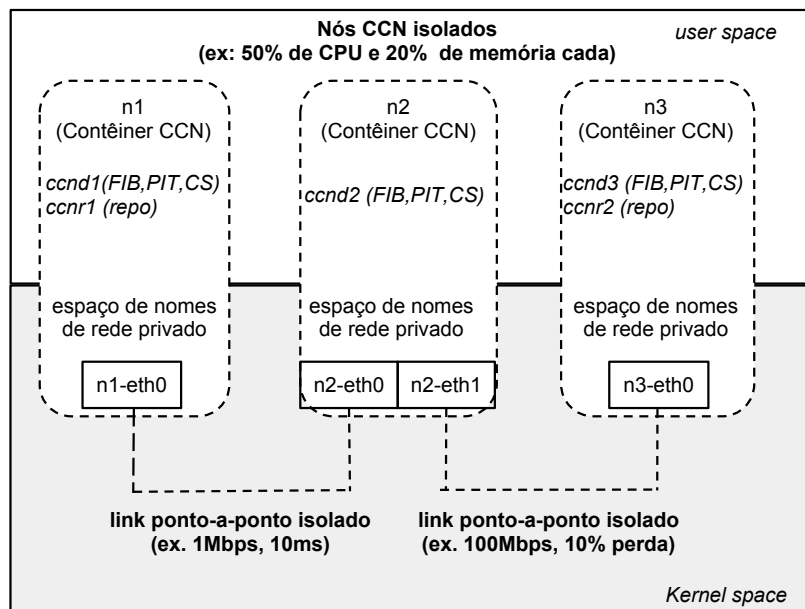 Nós CCN isolados
(ex: 50% de CPU e 20% de memória cada)
user space
n1
(Contêiner CCN)
ccnd1(FIB,PIT,CS)
ccnr1 (repo)
espaço de nomes
de rede privado
n1-eth0
n2
(Contêiner CCN)
ccnd2 (FIB,PIT,CS)
espaço de nomes
de rede privado
n2-eth0
n2-eth1
n3
(Contêiner CCN)
ccnd3 (FIB,PIT,CS)
ccnr2 (repo)
espaço de nomes
de rede privado
n3-eth0
link ponto-a-ponto isolado
(ex. 1Mbps, 10ms)
link ponto-a-ponto isolado
(ex. 100Mbps, 10% perda)
Kernel space